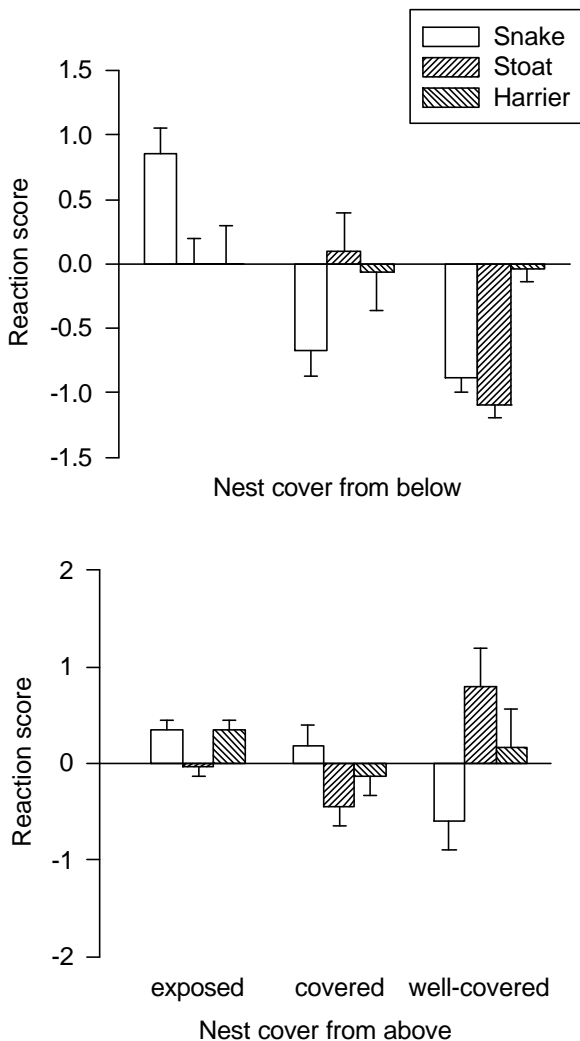 Snake
Stoat
Harrier
1.5
1.0
0.5
0.0
-0.5
-1.0
-1.5
Reaction score
Nest cover from below
2
1
0
-1
-2
Reaction score
exposed covered well-covered
Nest cover from above